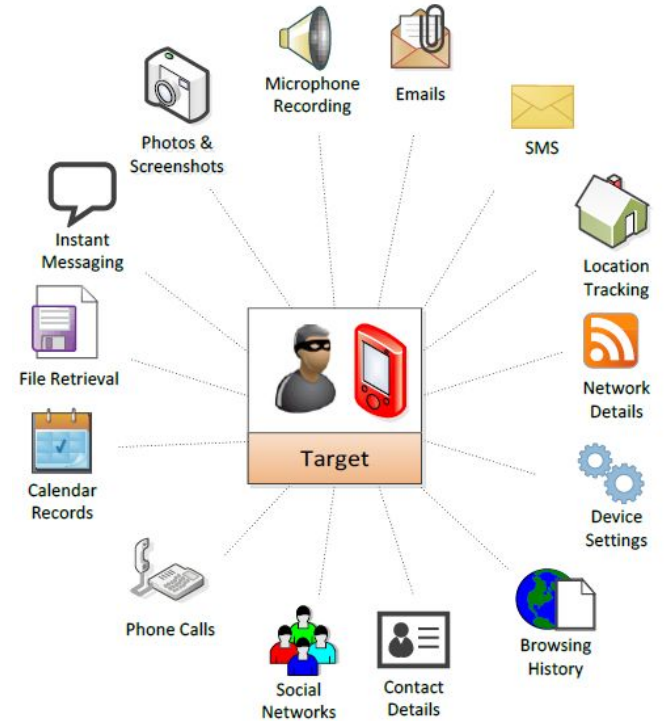 Microphone
Recording
Emails
SMS
Location
Tracking
Network
Details
Device
Settings
Browsing
History
Contact
Details
Social
Networks
Phone Calls
Calendar
Records
File Retrieval
Instant
Messaging
Photos &
Screenshots
Target